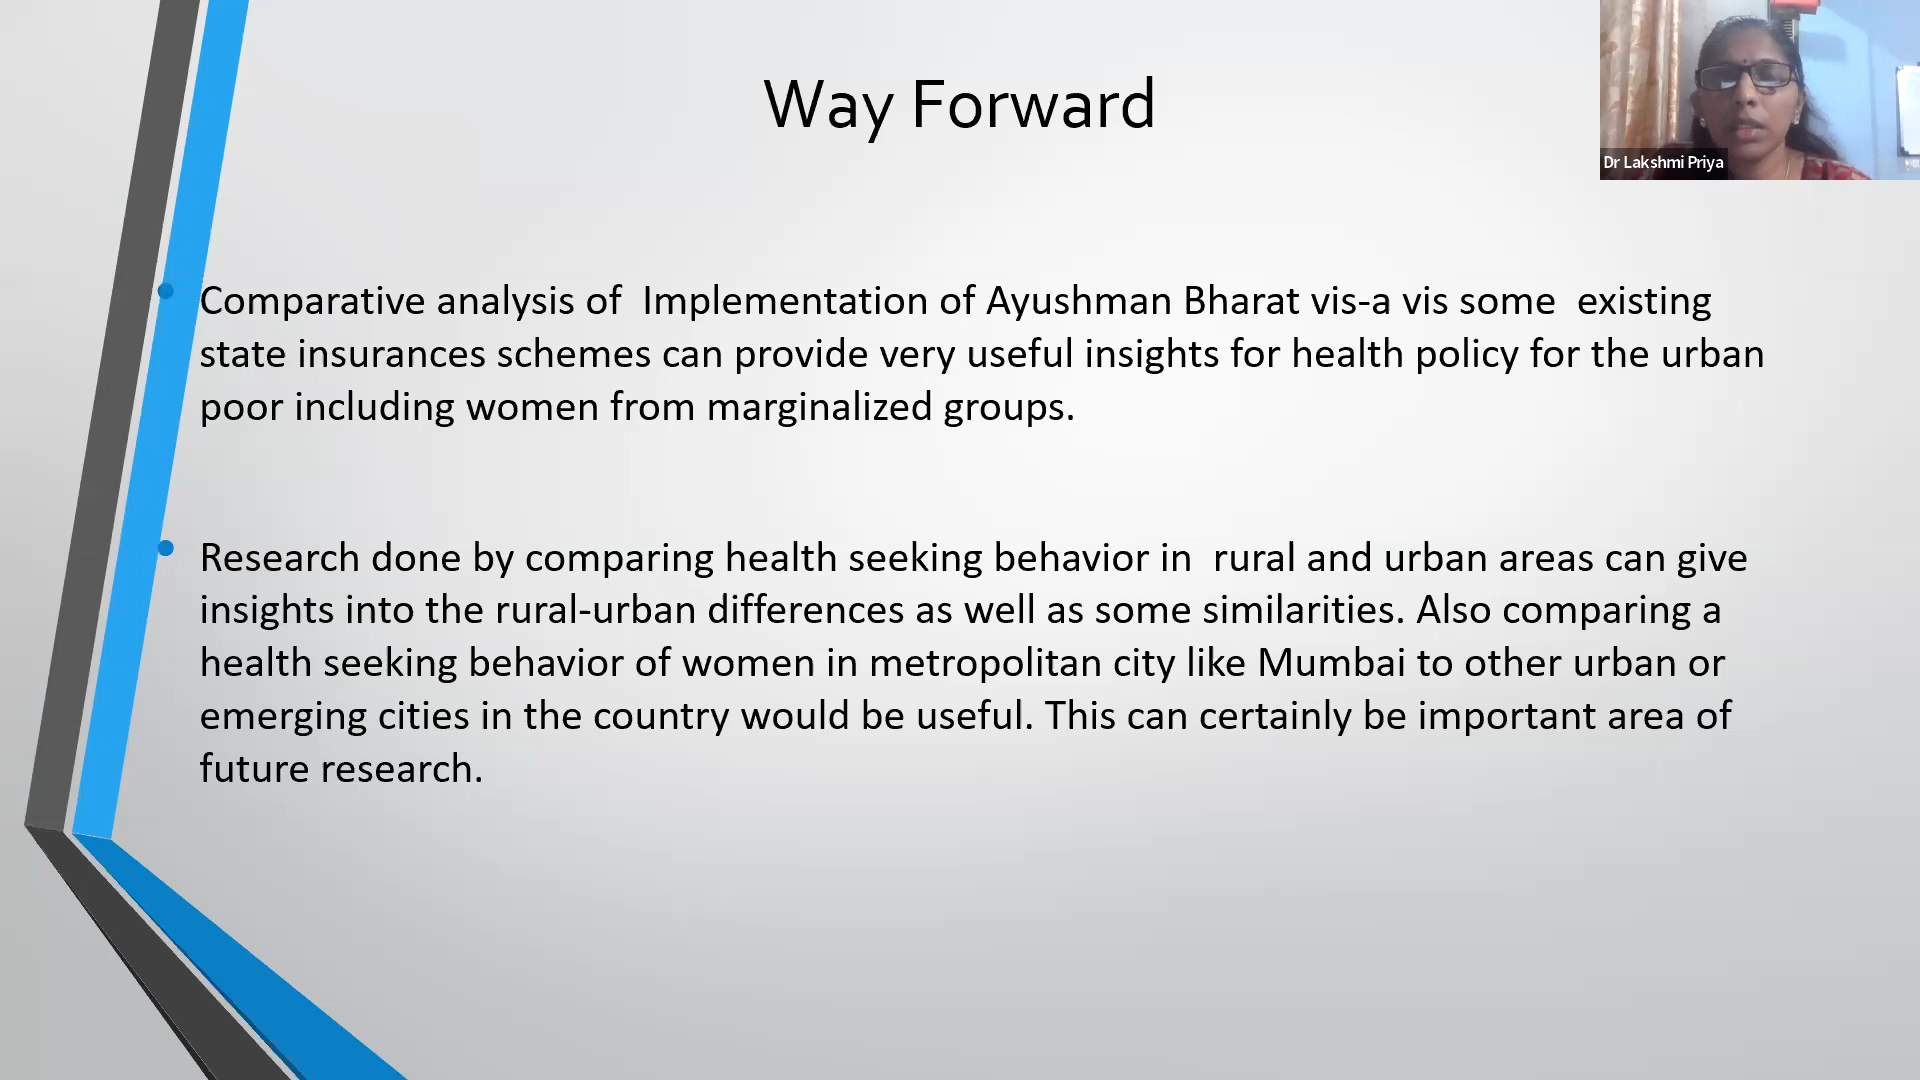 Way Forward
Dr Lakshmi Priya
• Comparative analysis of  Implementation of Ayushman Bharat vis-a vis some  existing
state insurances schemes can provide very useful insights for health policy for the urban
poor including women from marginalized groups.
• Research done by comparing health seeking behavior in  rural and urban areas can give
insights into the rural-urban differences as well as some similarities. Also comparing a
health seeking behavior of women in metropolitan city like Mumbai to other urban or
emerging cities in the country would be useful. This can certainly be important area of
future research.